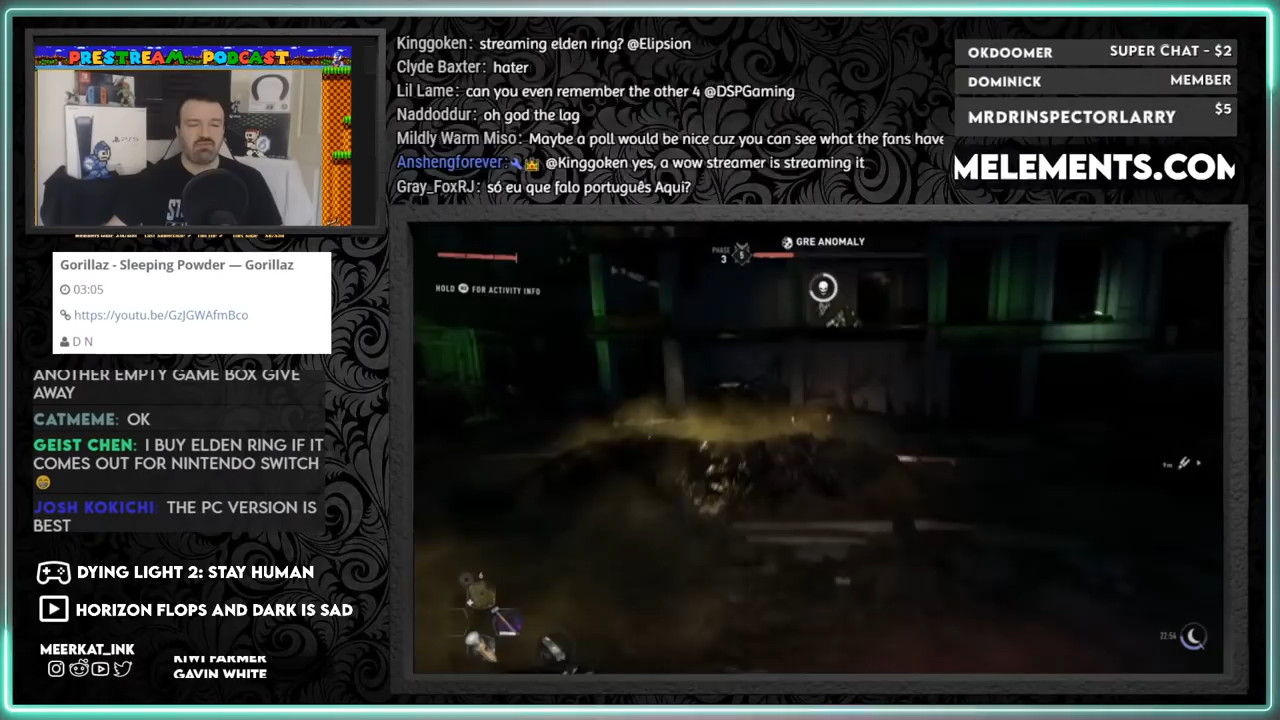 PRESTREAM PODCAST
Kinggoken: streaming elden ring? @Elipsion
Clyde Baxter: hater
Lil Lame: can you even remember the other 4 @DSPGaming
Naddoddur: oh god the lag
Mildly Warm Miso: Maybe a poll would be nice cuz you can see what the fans have
Anshengforever: @Kinggoken yes, a wow streamer is streaming it
Gray_FoxRJ: só eu que falo português Aqui?
OKDOOMER SUPER CHAT - $2
DOMINICK MEMBER
MRDRINSPECTORLARRY $5
MELEMENTS.COM
Gorillaz - Sleeping Powder — Gorillaz
03:05
https://youtu.be/GzJGWAfmBco
D N
ANOTHER EMPTY GAME BOX GIVE
AWAY
CATMEME: OK
GEIST CHEN: I BUY ELDEN RING IF IT
COMES OUT FOR NINTENDO SWITCH
JOSH KOKICHI: THE PC VERSION IS
BEST
DYING LIGHT 2: STAY HUMAN
HORIZON FLOPS AND DARK IS SAD
MEERKAT_INK
KIWI FARMER
GAVIN WHITE
PHASE
3
5
GRE ANOMALY
HOLD FOR ACTIVITY INFO
9m
6
22:56